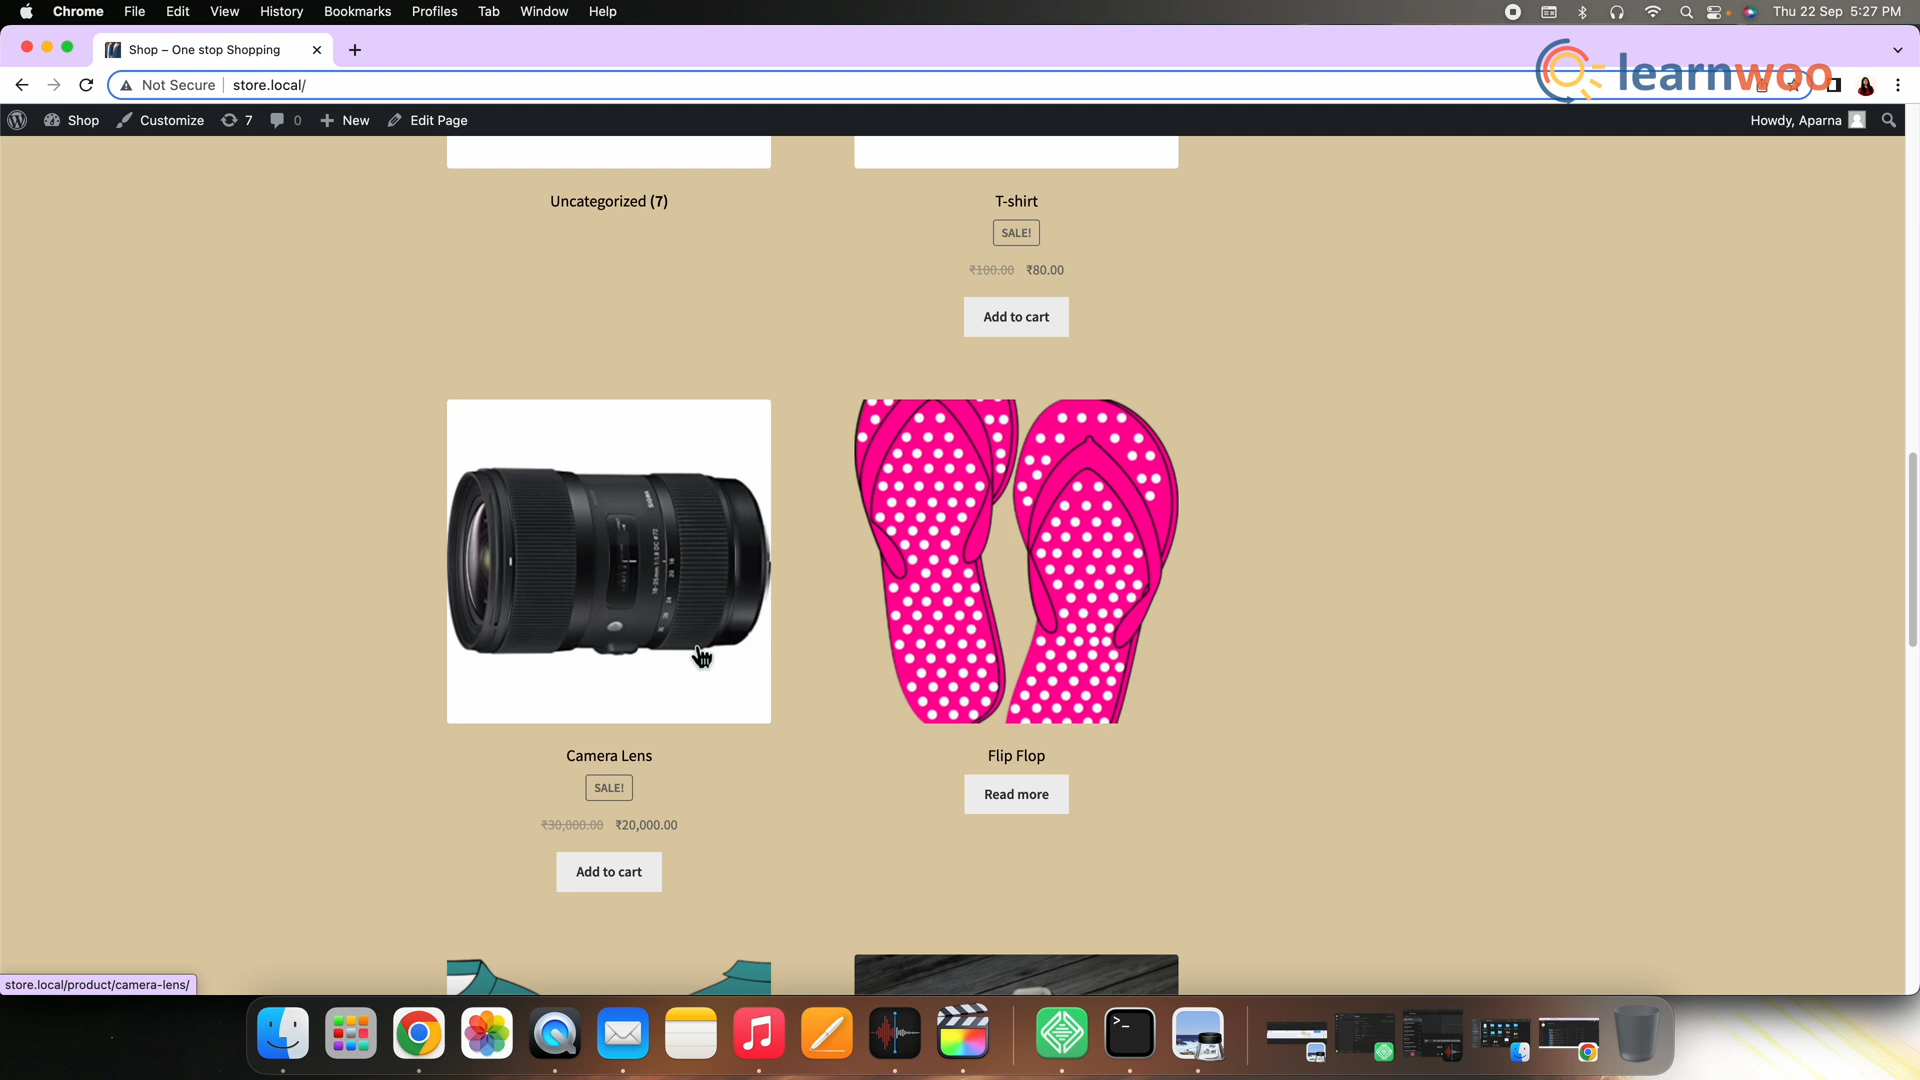 Chrome File Edit View History Bookmarks Profiles Tab Window Help Thu 22 Sep 5:27 PM
Shop – One stop Shopping
learnwoo
Not Secure store.local/
Shop Customize 7 0 New Edit Page Howdy, Aparna
Uncategorized (7)
T-shirt
SALE!
₹100.00 ₹80.00
Add to cart
SIGMA
Camera Lens
SALE!
₹30,000.00 ₹20,000.00
Add to cart
Flip Flop
Read more
store.local/product/camera-lens/